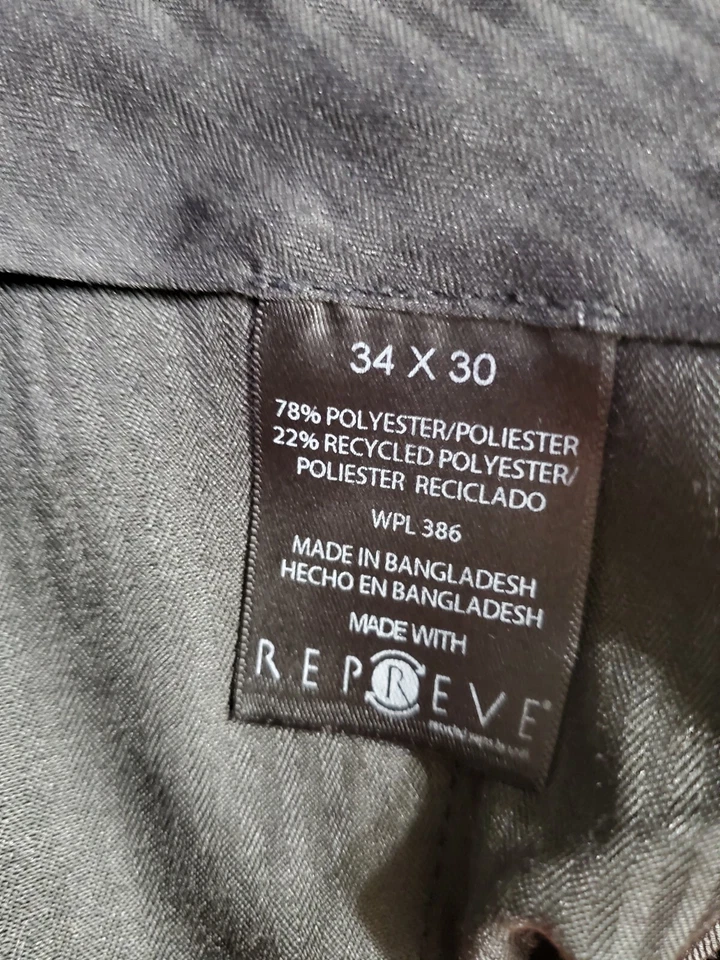 34 X 30
78% POLYESTER/POLIESTER
22% RECYCLED POLYESTER/
POLIESTER RECICLADO
WPL 386
MADE IN BANGLADESH
HECHO EN BANGLADESH
MADE WITH
REPREVE®